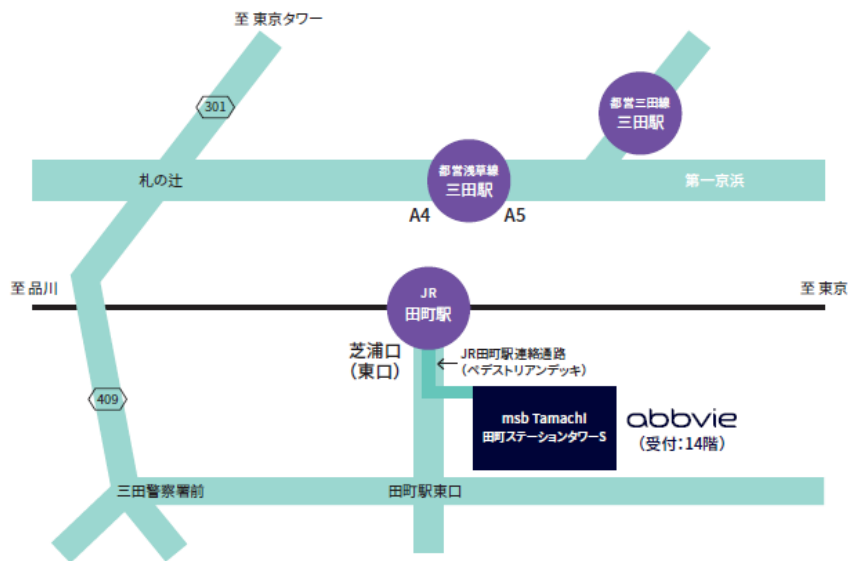 至 東京タワー
301
都営三田線
三田駅
札の辻
都営浅草線
三田駅
第一京浜
A4
A5
至 品川
至 東京
JR
田町駅
芝浦口
（東口）
JR田町駅連絡通路
（ペデストリアンデッキ）
409
msb Tamachi
田町ステーションタワーS
abbvie
（受付：14階）
三田警察署前
田町駅東口